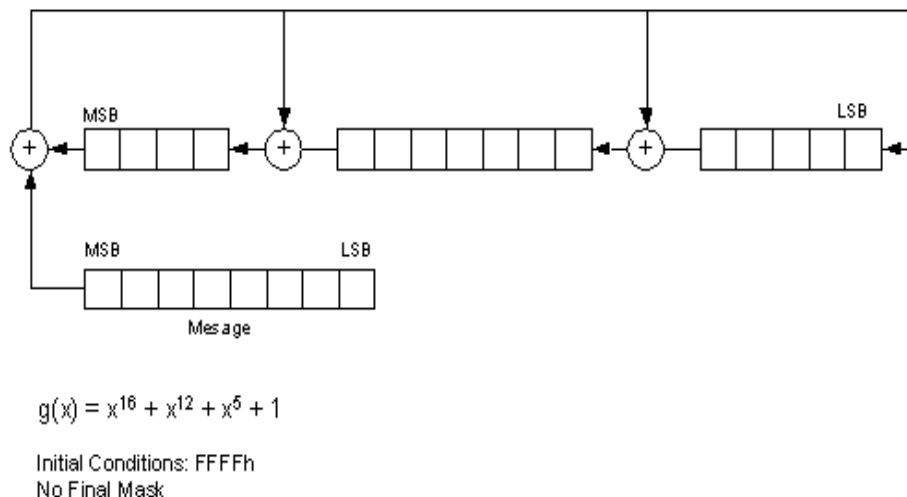 MSB
LSB
+
+
+
MSB
LSB
Mesage
g(x) = x¹⁶ + x¹² + x⁵ + 1
Initial Conditions: FFFFh
No Final Mask